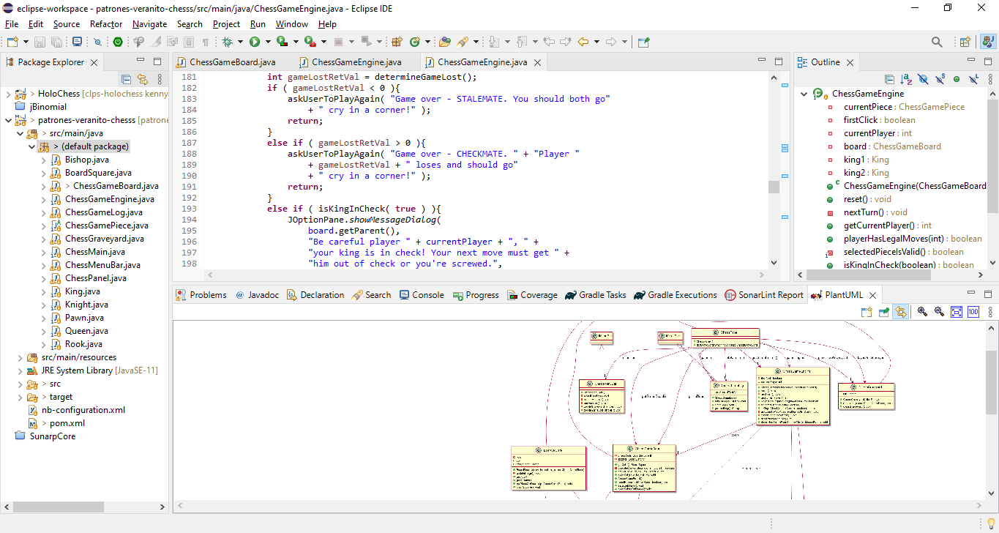 eclipse-workspace - patrones-veranito-chesss/src/main/java/ChessGameEngine.java - Eclipse IDE
File Edit Source Refactor Navigate Search Project Run Window Help
Package Explorer
> HoloChess [clps-holochess kenny
jBinomial
> patrones-veranito-chesss [patrone
> src/main/java
> (default package)
Bishop.java
BoardSquare.java
> ChessGameBoard.java
ChessGameEngine.java
ChessGameLog.java
ChessGamePiece.java
ChessGraveyard.java
ChessMain.java
ChessMenuBar.java
ChessPanel.java
King.java
Knight.java
Pawn.java
Queen.java
Rook.java
src/main/resources
JRE System Library [JavaSE-11]
> src
> target
nb-configuration.xml
> pom.xml
SunarpCore
ChessGameBoard.java ChessGameEngine.java ChessGameEngine.java
181 int gameLostRetVal = determineGameLost();
182 if ( gameLostRetVal < 0 ){
183 askUserToPlayAgain( "Game over - STALEMATE. You should both go"
184 + " cry in a corner!" );
185 return;
186 }
187 else if ( gameLostRetVal > 0 ){
188 askUserToPlayAgain( "Game over - CHECKMATE. " + "Player "
189 + gameLostRetVal + " loses and should go"
190 + " cry in a corner!" );
191 return;
192 }
193 else if ( isKingInCheck( true ) ){
194 JOptionPane.showMessageDialog(
195 board.getParent(),
196 "Be careful player " + currentPlayer + ", " +
197 "your king is in check! Your next move must get " +
198 "him out of check or you're screwed.",
Outline
ChessGameEngine
currentPiece : ChessGamePiece
firstClick : boolean
currentPlayer : int
board : ChessGameBoard
king1 : King
king2 : King
ChessGameEngine(ChessGameBoard
reset() : void
nextTurn() : void
getCurrentPlayer() : int
playerHasLegalMoves(int) : boolean
selectedPieceIsValid() : boolean
isKingInCheck(boolean) : boolean
Problems Javadoc Declaration Search Console Progress Coverage Gradle Tasks Gradle Executions SonarLint Report PlantUML
100